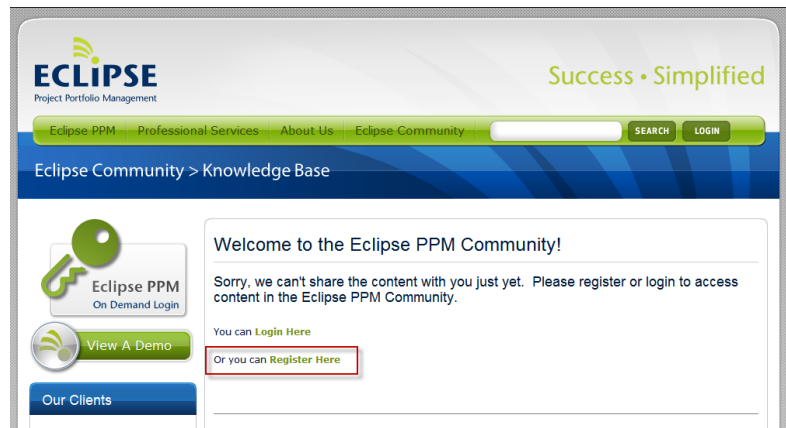 ECLiPSE
Project Portfolio Management
Success • Simplified
Eclipse PPM Professional Services About Us Eclipse Community SEARCH LOGIN
Eclipse Community > Knowledge Base
Eclipse PPM
On Demand Login
View A Demo
Our Clients
Welcome to the Eclipse PPM Community!
Sorry, we can't share the content with you just yet. Please register or login to access
content in the Eclipse PPM Community.
You can Login Here
Or you can Register Here